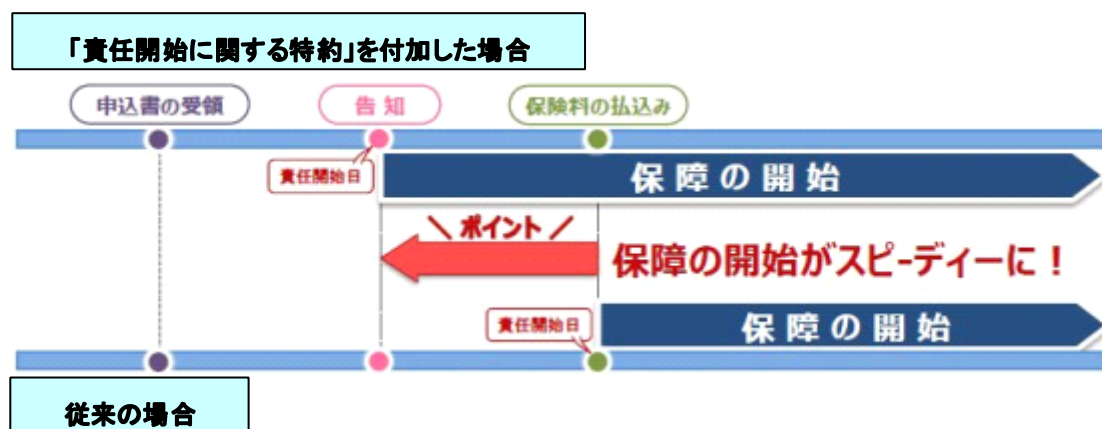 「責任開始に関する特約」を付加した場合
申込書の受領
告知
保険料の払込み
責任開始日
保障の開始
ポイント
保障の開始がスピーディーに！
責任開始日
保障の開始
従来の場合